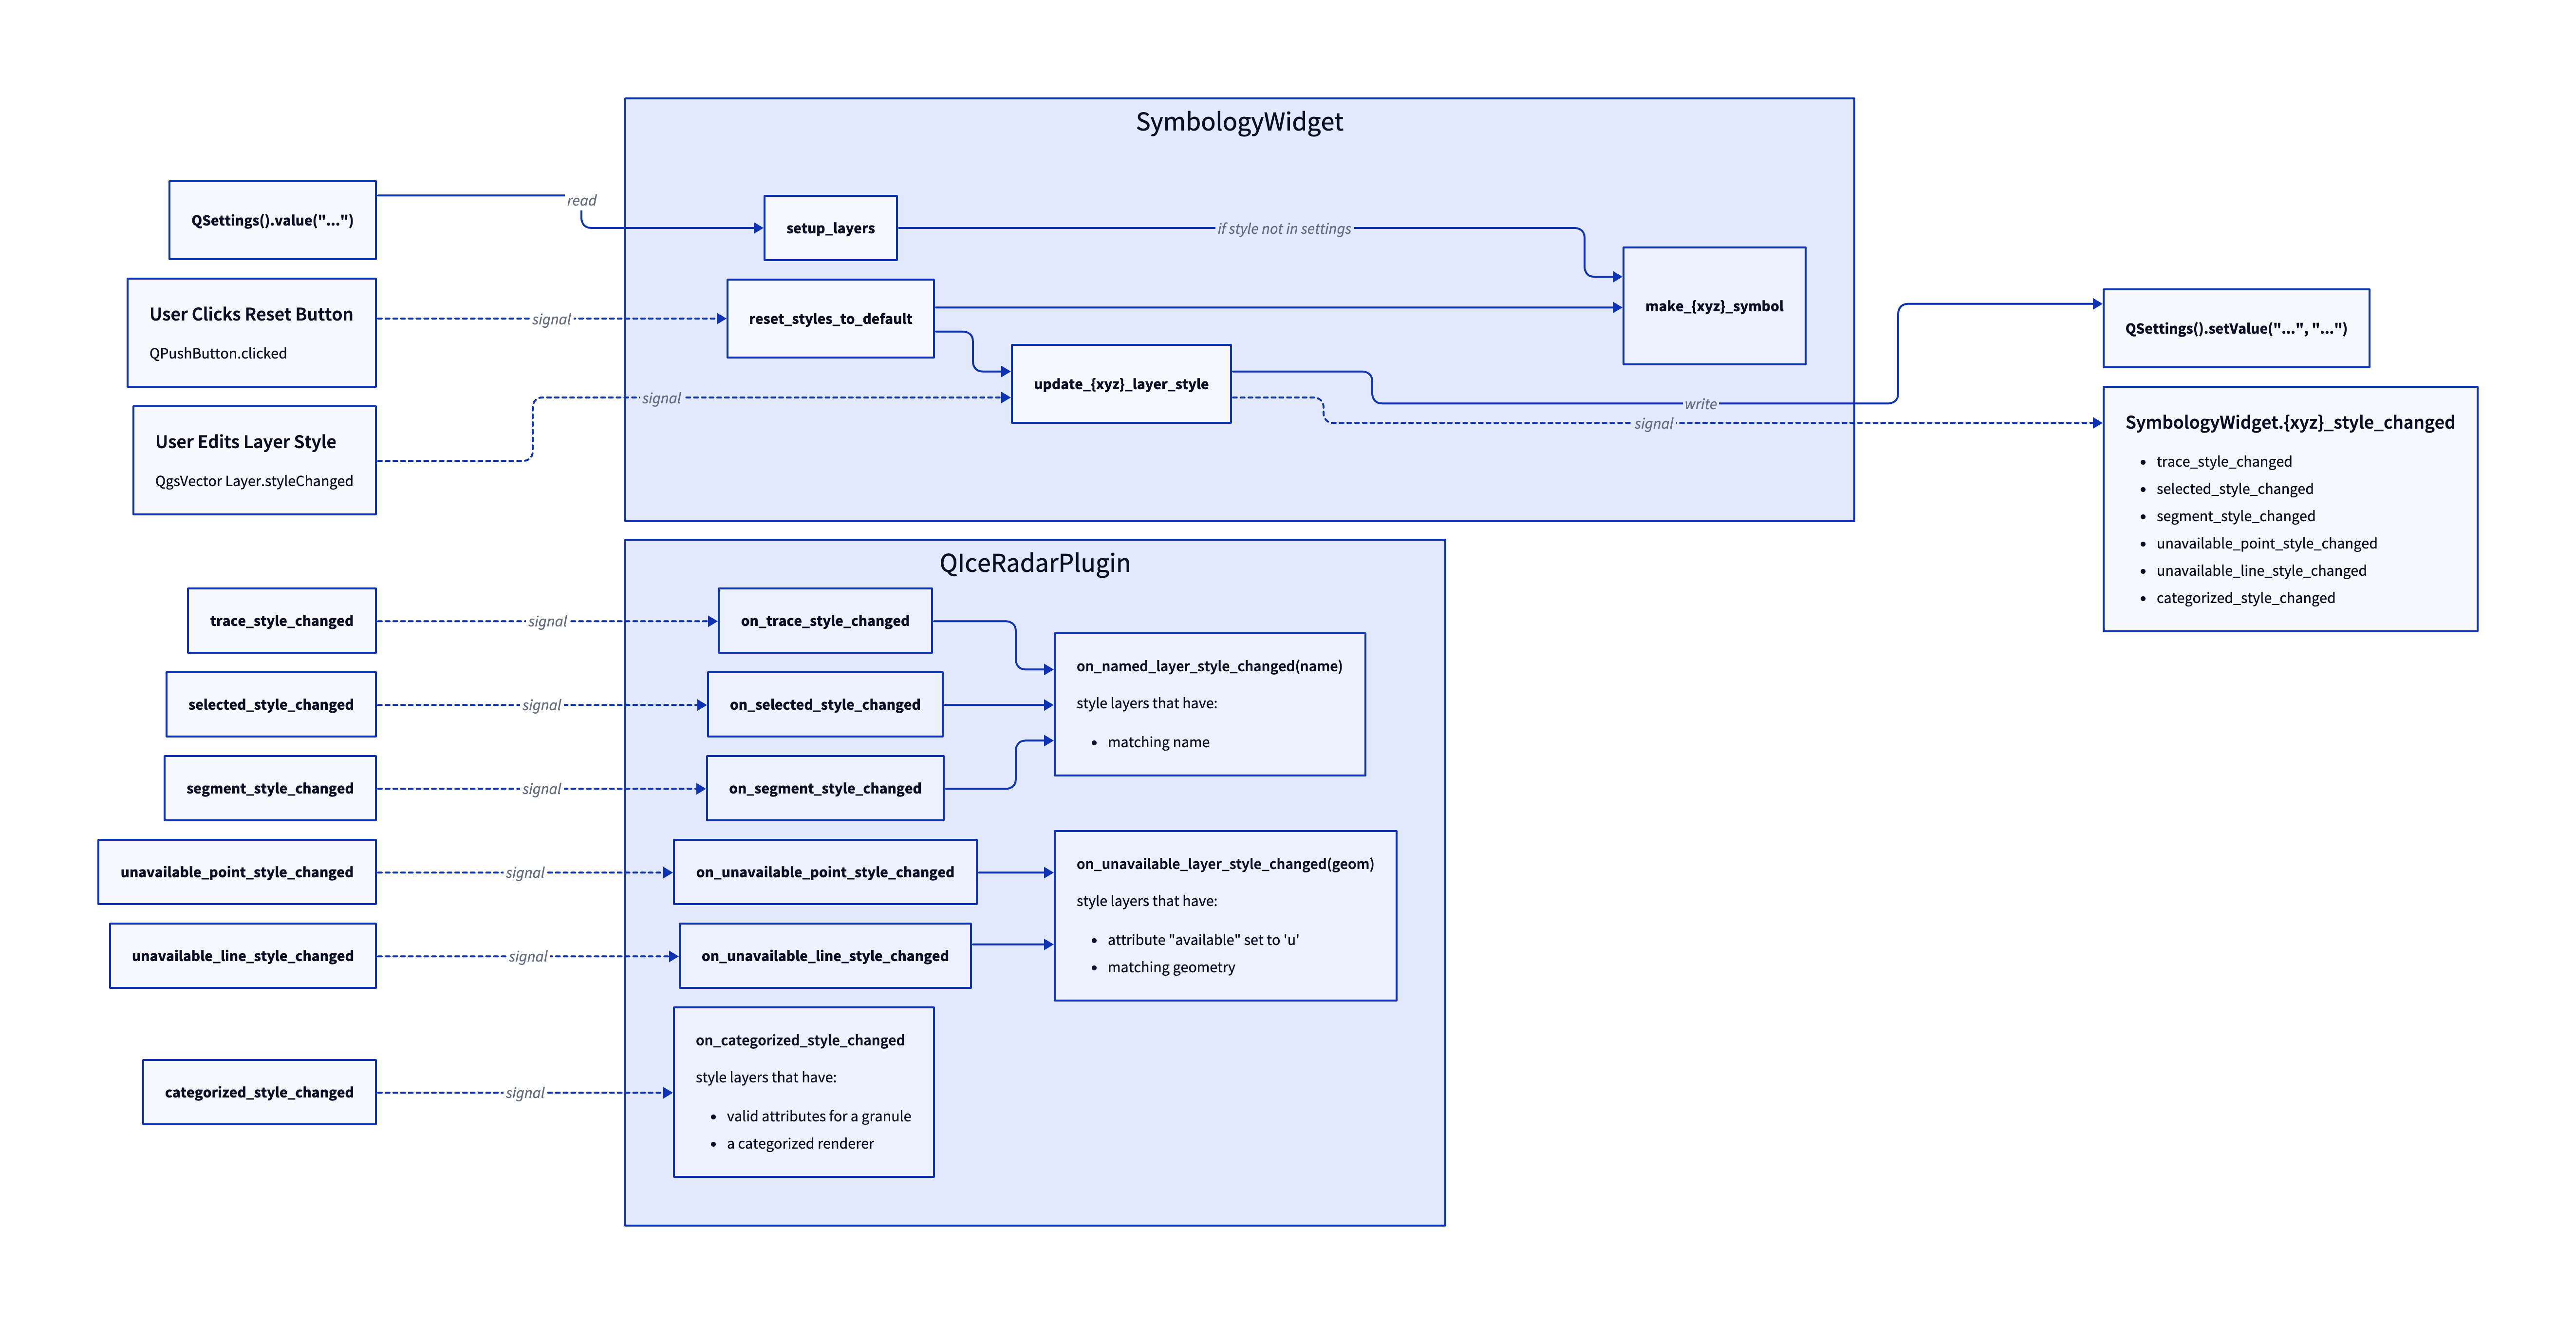 SymbologyWidget
QSettings().value("...")
read
setup_layers
if style not in settings
make_{xyz}_symbol
User Clicks Reset Button
QPushButton.clicked
signal
reset_styles_to_default
update_{xyz}_layer_style
User Edits Layer Style
QgsVector Layer.styleChanged
signal
write
signal
QSettings().setValue("...", "...")
SymbologyWidget.{xyz}_style_changed
• trace_style_changed
• selected_style_changed
• segment_style_changed
• unavailable_point_style_changed
• unavailable_line_style_changed
• categorized_style_changed
QIceRadarPlugin
trace_style_changed
signal
on_trace_style_changed
selected_style_changed
signal
on_selected_style_changed
segment_style_changed
signal
on_segment_style_changed
on_named_layer_style_changed(name)
style layers that have:
• matching name
unavailable_point_style_changed
signal
on_unavailable_point_style_changed
unavailable_line_style_changed
signal
on_unavailable_line_style_changed
on_unavailable_layer_style_changed(geom)
style layers that have:
• attribute "available" set to 'u'
• matching geometry
categorized_style_changed
signal
on_categorized_style_changed
style layers that have:
• valid attributes for a granule
• a categorized renderer